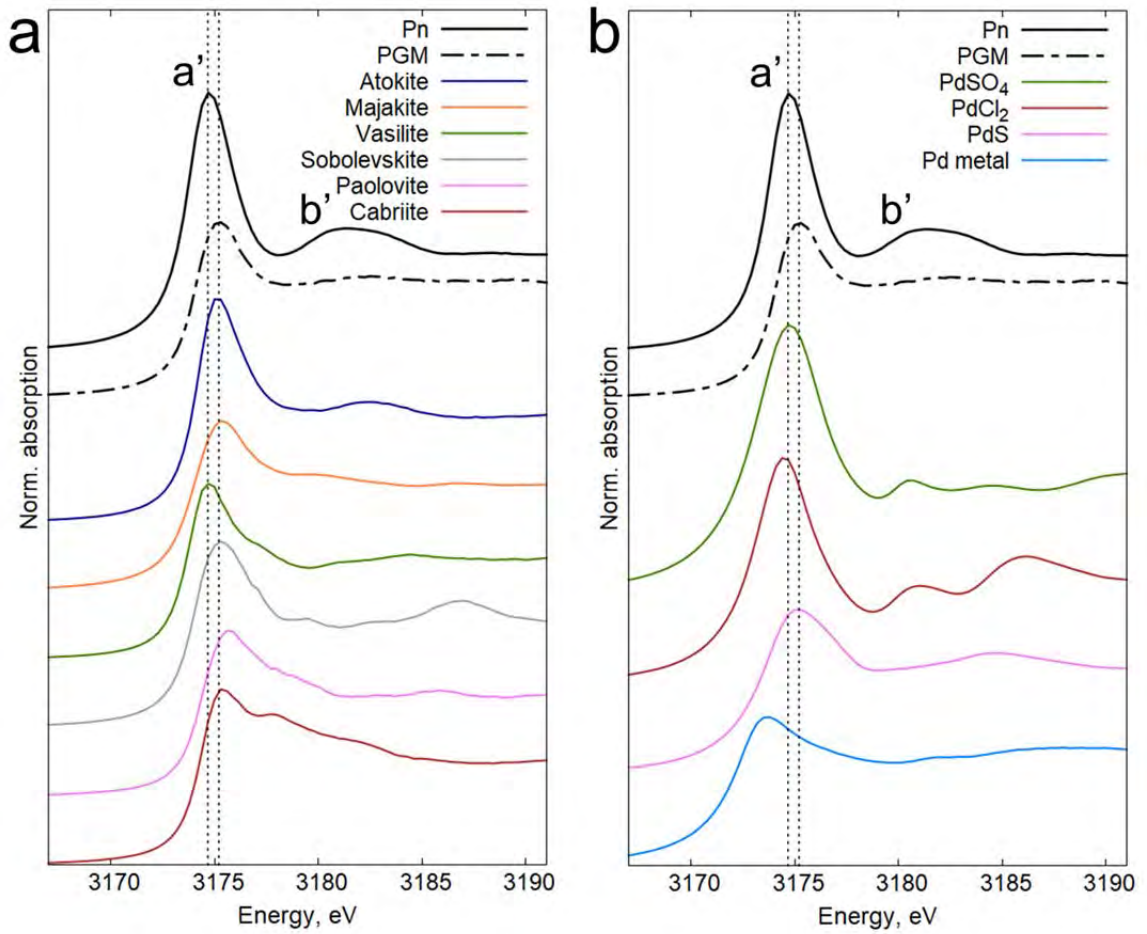 a
a’
b’
Pn
PGM
Atokite
Majakite
Vasilite
Sobolevskite
Paolovite
Cabriite
Norm. absorption
3170 3175 3180 3185 3190
Energy, eV
b
a’
b’
Pn
PGM
PdSO₄
PdCl₂
PdS
Pd metal
Norm. absorption
3170 3175 3180 3185 3190
Energy, eV